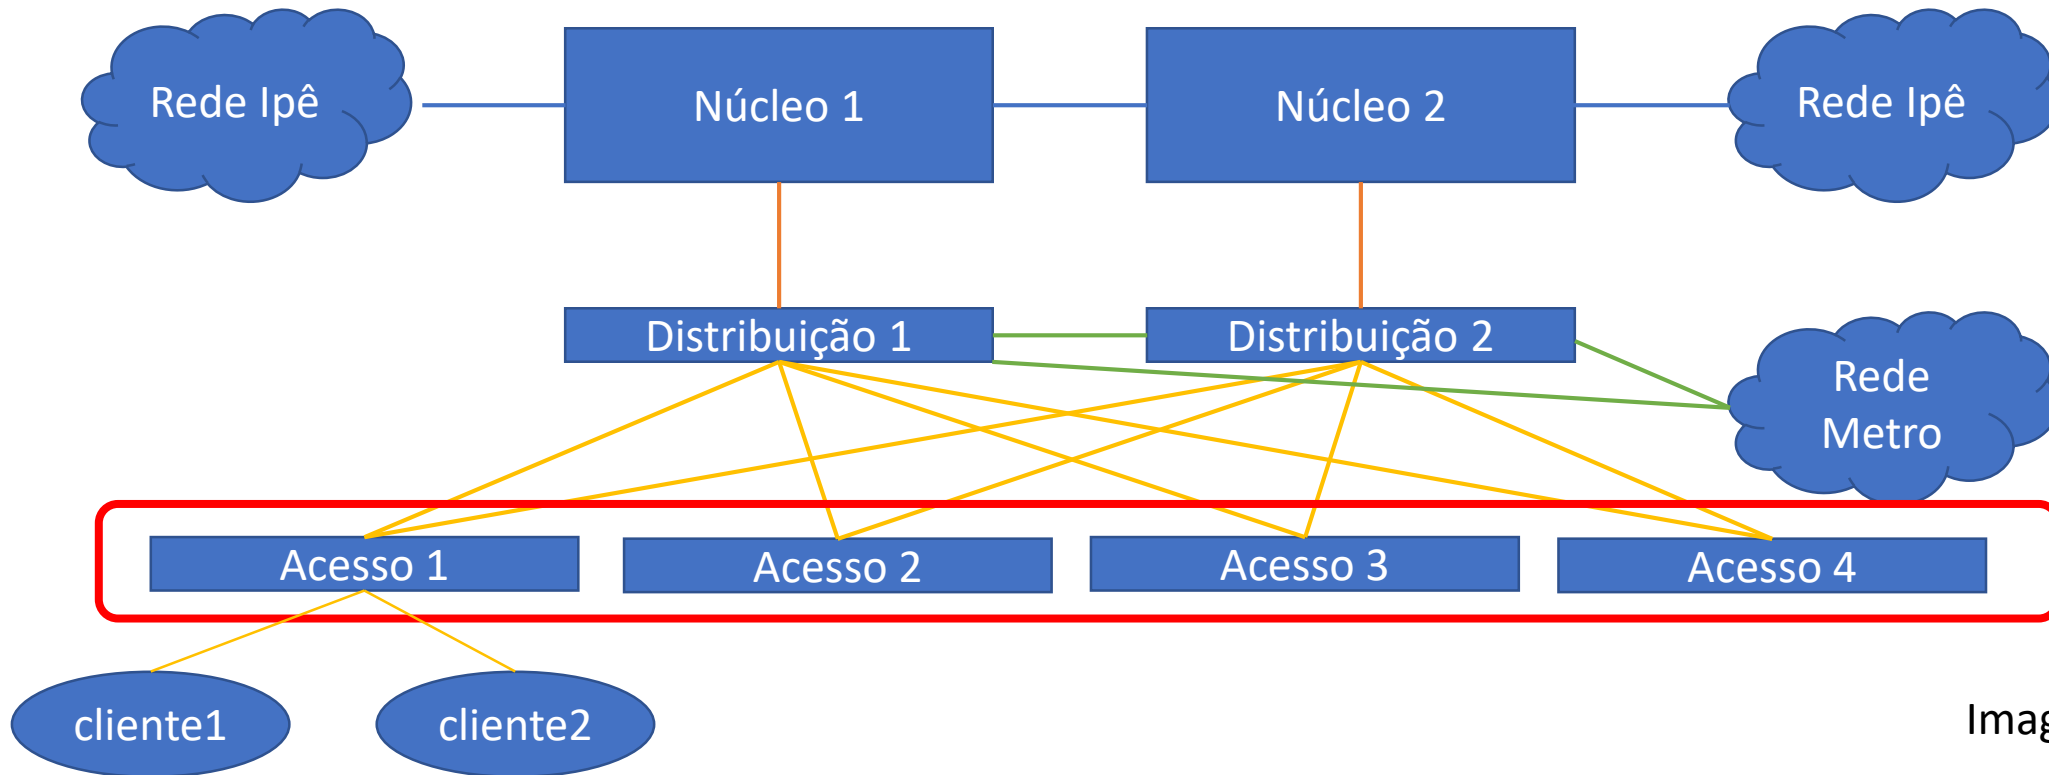 Rede Ipê
Núcleo 1
Núcleo 2
Rede Ipê
Distribuição 1
Distribuição 2
Rede
Metro
Acesso 1
Acesso 2
Acesso 3
Acesso 4
cliente1
cliente2